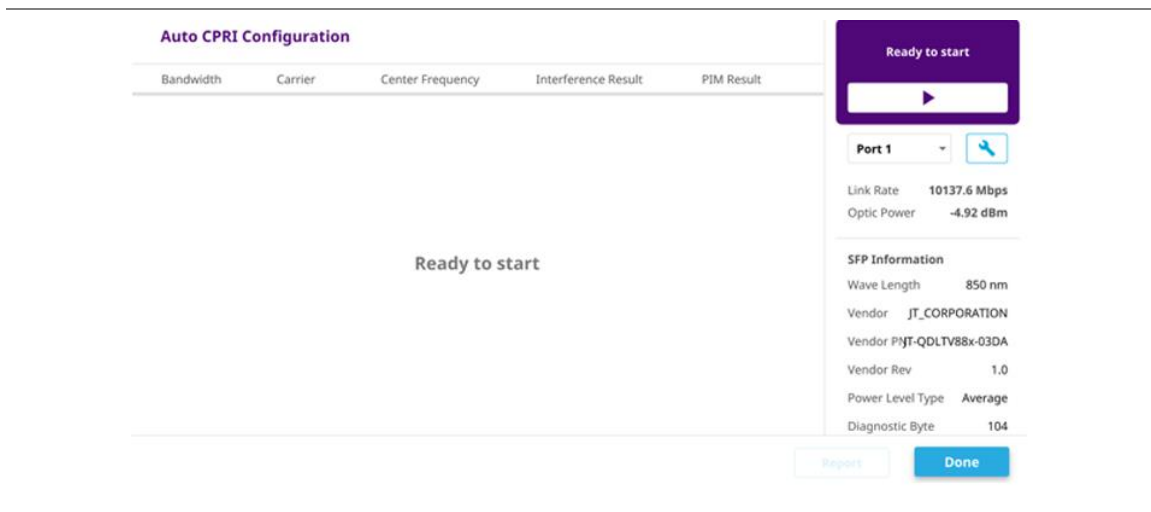 Auto CPRI Configuration
Bandwidth Carrier Center Frequency Interference Result PIM Result
Ready to start
Ready to start
Port 1
Link Rate 10137.6 Mbps
Optic Power -4.92 dBm
SFP Information
Wave Length 850 nm
Vendor JT_CORPORATION
Vendor PN JT-QDLTV88x-03DA
Vendor Rev 1.0
Power Level Type Average
Diagnostic Byte 104
Report Done